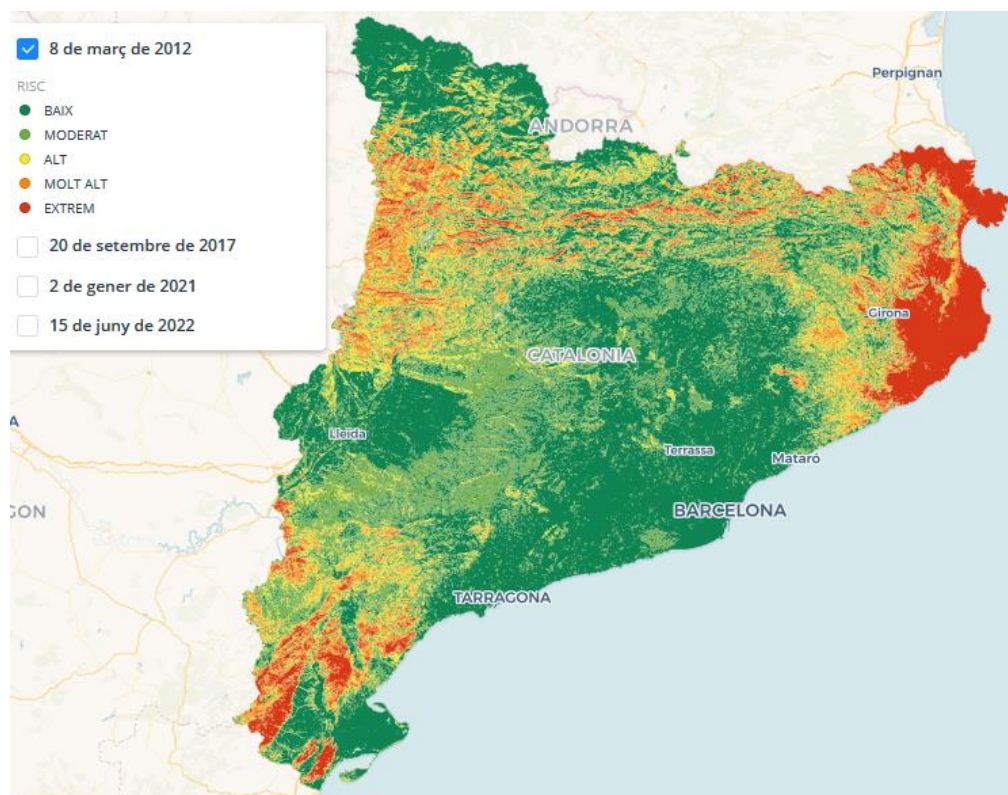 8 de març de 2012
RISC
BAIX
MODERAT
ALT
MOLT ALT
EXTREM
20 de setembre de 2017
2 de gener de 2021
15 de juny de 2022
Perpignan
ANDORRA
Girona
CATALONIA
A
Lleida
Terrassa
Mataró
GON
BARCELONA
TARRAGONA